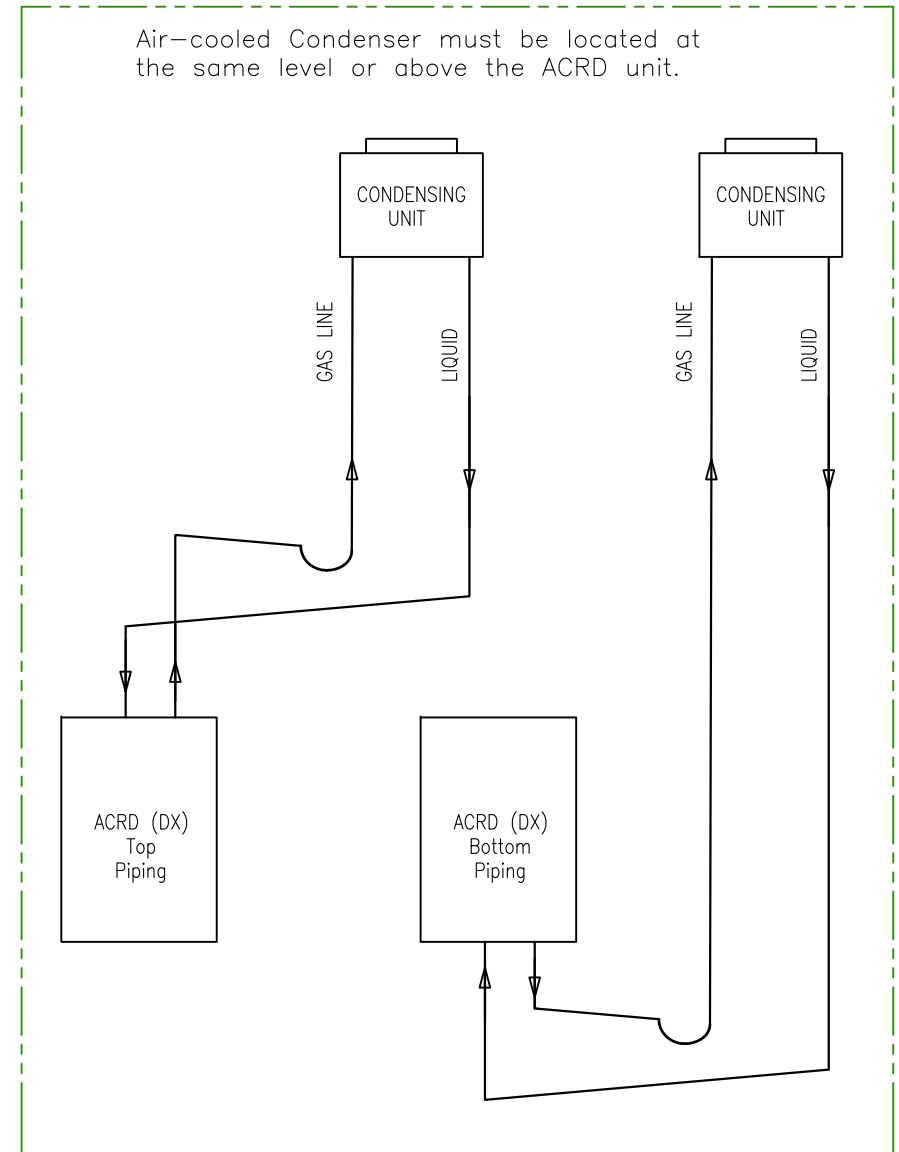 Air-cooled Condenser must be located at
the same level or above the ACRD unit.
CONDENSING
UNIT
CONDENSING
UNIT
GAS LINE
LIQUID
GAS LINE
LIQUID
ACRD (DX)
Top
Piping
ACRD (DX)
Bottom
Piping